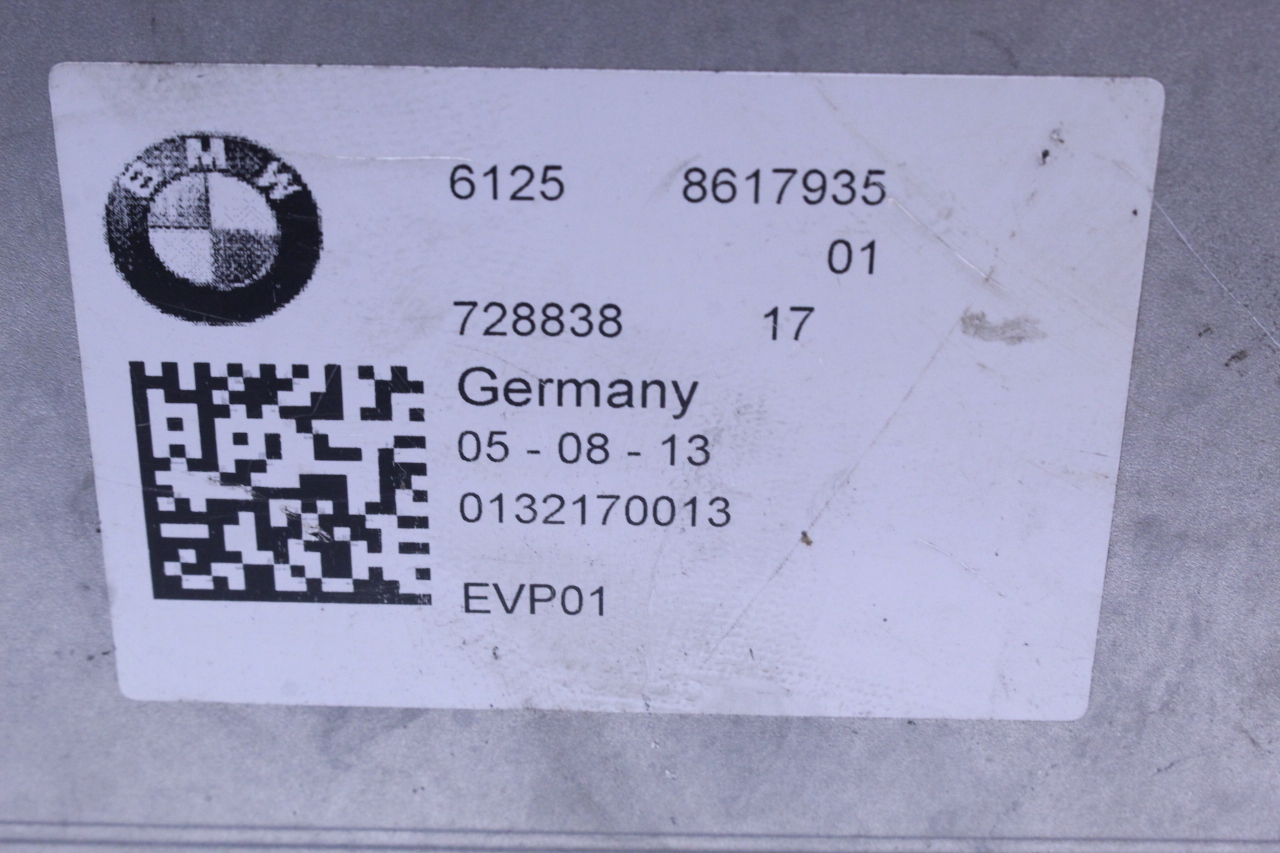 BMW
6125 8617935
01
728838 17
Germany
05 - 08 - 13
0132170013
EVP01